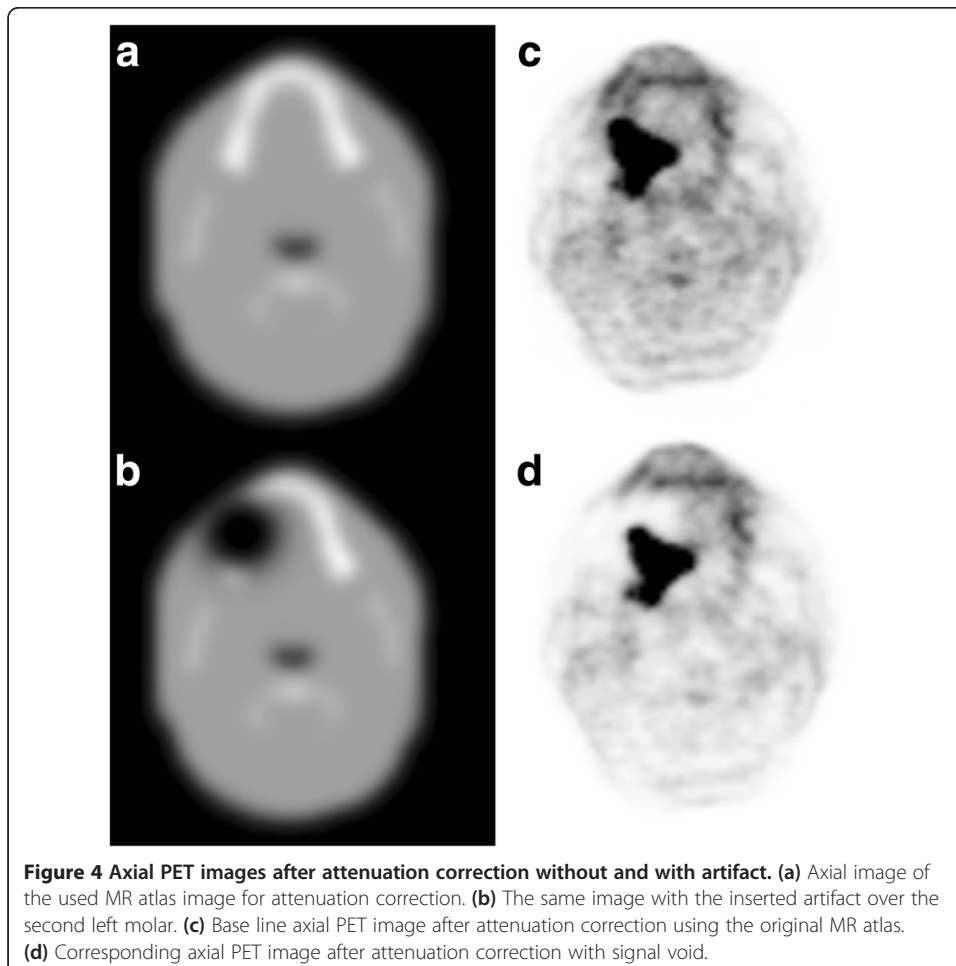 a
c
b
d
Figure 4 Axial PET images after attenuation correction without and with artifact. (a) Axial image of
the used MR atlas image for attenuation correction. (b) The same image with the inserted artifact over the
second left molar. (c) Base line axial PET image after attenuation correction using the original MR atlas.
(d) Corresponding axial PET image after attenuation correction with signal void.